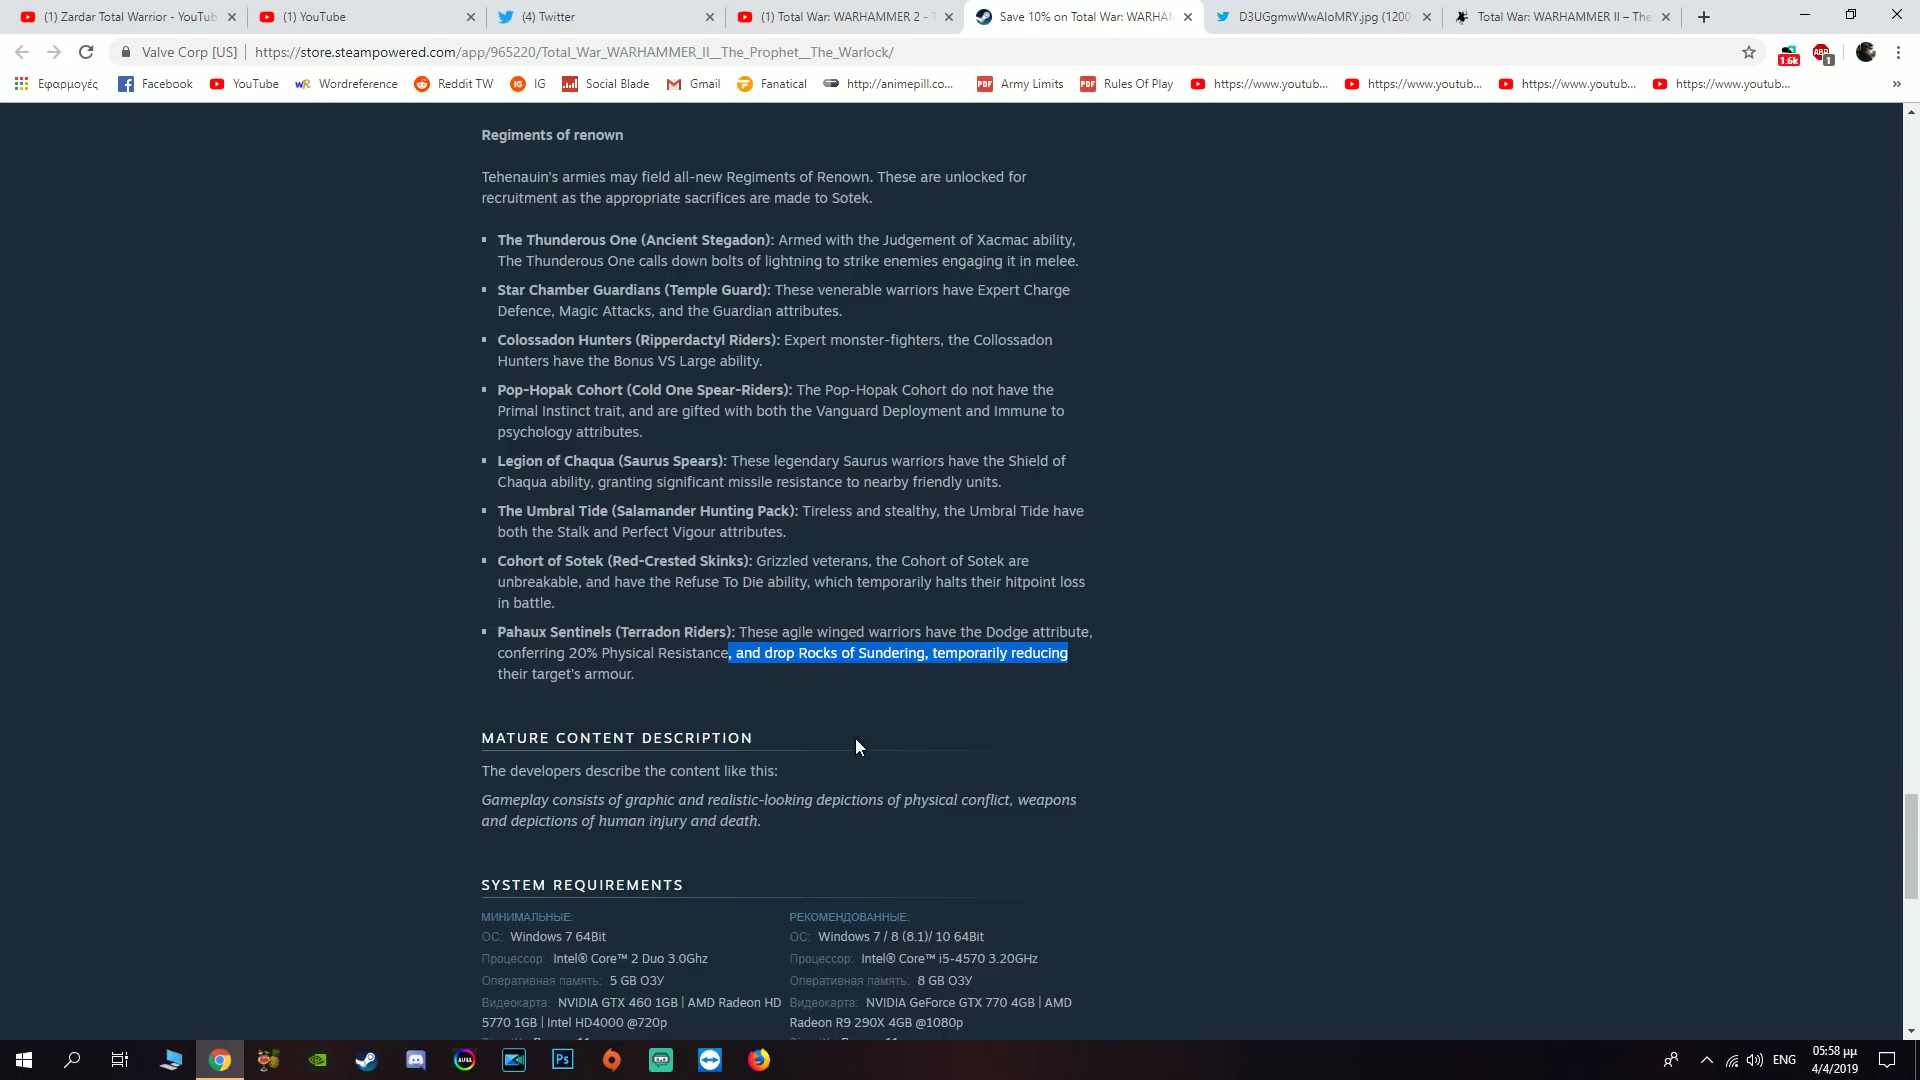 (1) Zardar Total Warrior - YouTub
(1) YouTube
(4) Twitter
(1) Total War: WARHAMMER 2 - T
Save 10% on Total War: WARHAM
D3UGgmwWwAIoMRY.jpg (1200
Total War: WARHAMMER II – The
Valve Corp [US]
https://store.steampowered.com/app/965220/Total_War_WARHAMMER_II__The_Prophet__The_Warlock/
1.6k
ABP
1
Εφαρμογές
Facebook
YouTube
Wordreference
Reddit TW
IG
Social Blade
Gmail
Fanatical
http://animepill.co...
Army Limits
Rules Of Play
https://www.youtub...
https://www.youtub...
https://www.youtub...
https://www.youtub...
Regiments of renown
Tehenauin's armies may field all-new Regiments of Renown. These are unlocked for
recruitment as the appropriate sacrifices are made to Sotek.
The Thunderous One (Ancient Stegadon): Armed with the Judgement of Xacmac ability,
The Thunderous One calls down bolts of lightning to strike enemies engaging it in melee.
Star Chamber Guardians (Temple Guard): These venerable warriors have Expert Charge
Defence, Magic Attacks, and the Guardian attributes.
Colossadon Hunters (Ripperdactyl Riders): Expert monster-fighters, the Collossadon
Hunters have the Bonus VS Large ability.
Pop-Hopak Cohort (Cold One Spear-Riders): The Pop-Hopak Cohort do not have the
Primal Instinct trait, and are gifted with both the Vanguard Deployment and Immune to
psychology attributes.
Legion of Chaqua (Saurus Spears): These legendary Saurus warriors have the Shield of
Chaqua ability, granting significant missile resistance to nearby friendly units.
The Umbral Tide (Salamander Hunting Pack): Tireless and stealthy, the Umbral Tide have
both the Stalk and Perfect Vigour attributes.
Cohort of Sotek (Red-Crested Skinks): Grizzled veterans, the Cohort of Sotek are
unbreakable, and have the Refuse To Die ability, which temporarily halts their hitpoint loss
in battle.
Pahaux Sentinels (Terradon Riders): These agile winged warriors have the Dodge attribute,
conferring 20% Physical Resistance, and drop Rocks of Sundering, temporarily reducing
their target's armour.
MATURE CONTENT DESCRIPTION
The developers describe the content like this:
Gameplay consists of graphic and realistic-looking depictions of physical conflict, weapons
and depictions of human injury and death.
SYSTEM REQUIREMENTS
МИНИМАЛЬНЫЕ:
ОС: Windows 7 64Bit
Процессор: Intel® Core™ 2 Duo 3.0Ghz
Оперативная память: 5 GB ОЗУ
Видеокарта: NVIDIA GTX 460 1GB | AMD Radeon HD
5770 1GB | Intel HD4000 @720p
РЕКОМЕНДОВАННЫЕ:
ОС: Windows 7 / 8 (8.1)/ 10 64Bit
Процессор: Intel® Core™ i5-4570 3.20GHz
Оперативная память: 8 GB ОЗУ
Видеокарта: NVIDIA GeForce GTX 770 4GB | AMD
Radeon R9 290X 4GB @1080p
ENG
05:58 μμ
4/4/2019